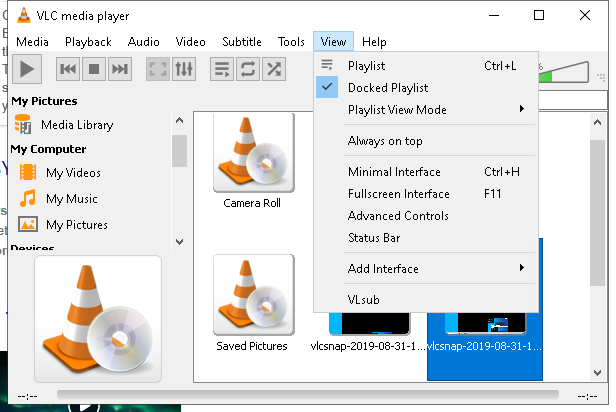 VLC media player
Media Playback Audio Video Subtitle Tools View Help
%
Playlist Ctrl+L
Docked Playlist
Playlist View Mode
Always on top
Minimal Interface Ctrl+H
Fullscreen Interface F11
Advanced Controls
Status Bar
Add Interface
VLsub
My Pictures
Media Library
My Computer
My Videos
My Music
My Pictures
Devices
Camera Roll
Saved Pictures
vlcsnap-2019-08-31-1...
vlcsnap-2019-08-31-1...
--:--
--:--